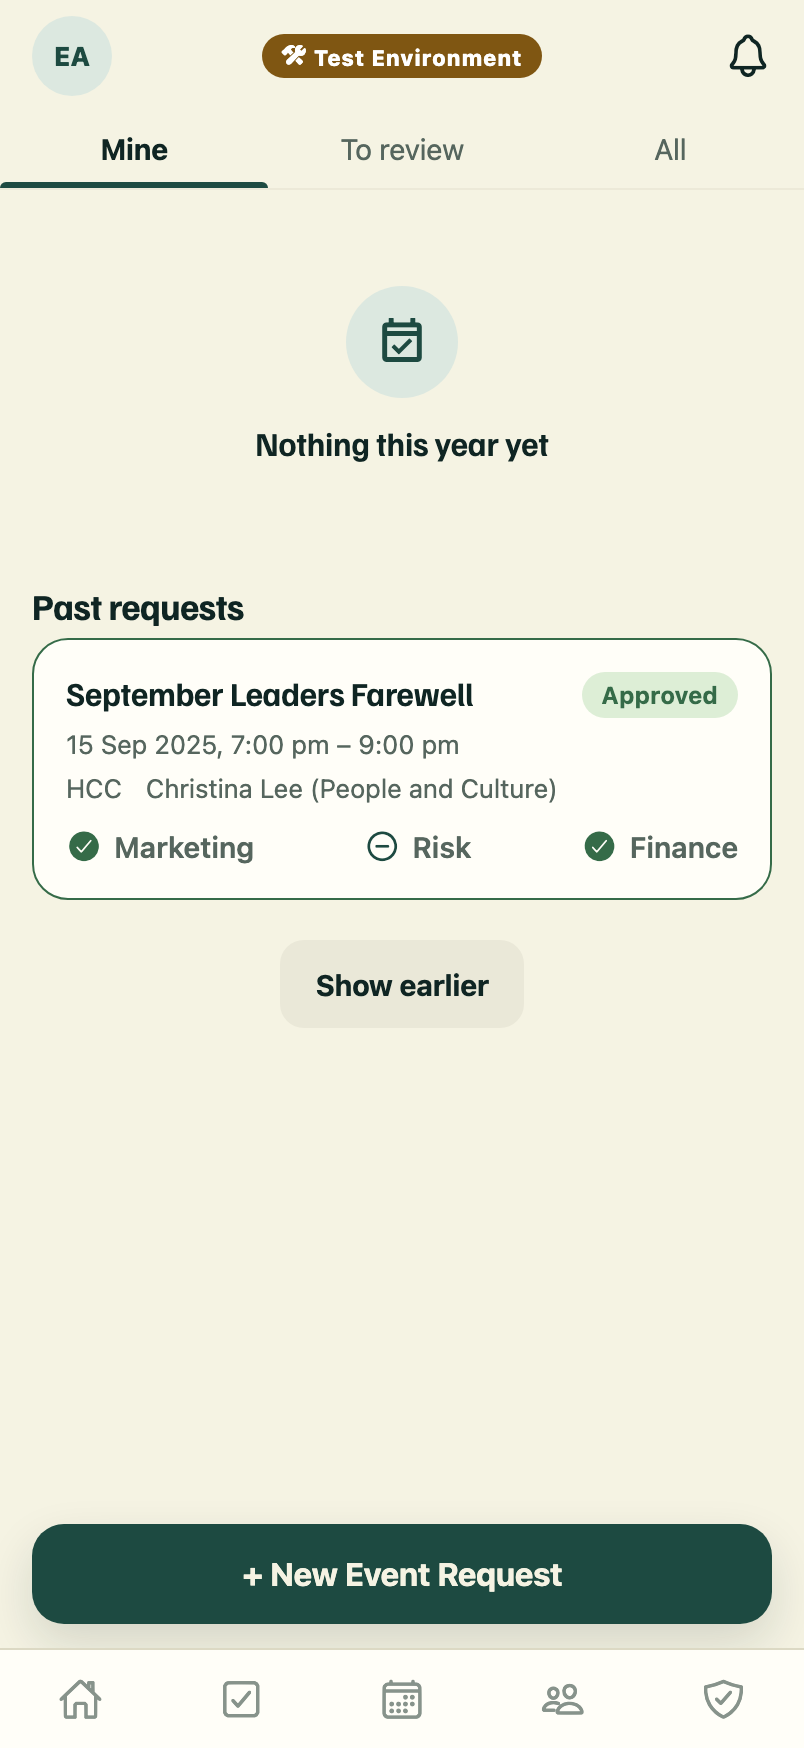 EA
Test Environment
Mine
To review
All
Nothing this year yet
Past requests
September Leaders Farewell
Approved
15 Sep 2025, 7:00 pm – 9:00 pm
HCC Christina Lee (People and Culture)
Marketing
Risk
Finance
Show earlier
+ New Event Request